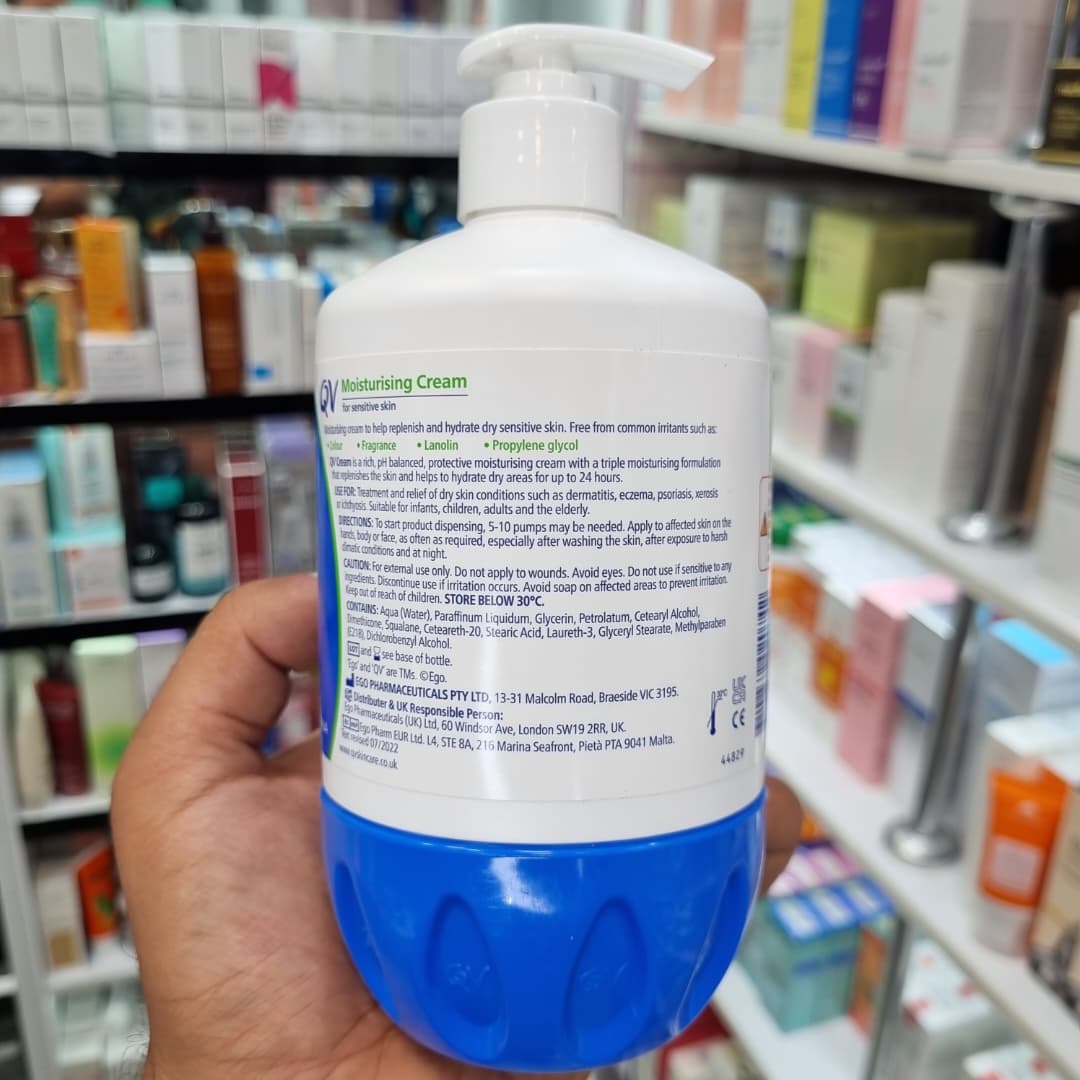 QV Moisturising Cream
for sensitive skin
Moisturising cream to help replenish and hydrate dry sensitive skin. Free from common irritants such as:
• Colour • Fragrance • Lanolin • Propylene glycol
QV Cream is a rich, pH balanced, protective moisturising cream with a triple moisturising formulation
that replenishes the skin and helps to hydrate dry areas for up to 24 hours.
USE FOR: Treatment and relief of dry skin conditions such as dermatitis, eczema, psoriasis, xerosis
or ichthyosis. Suitable for infants, children, adults and the elderly.
DIRECTIONS: To start product dispensing, 5-10 pumps may be needed. Apply to affected skin on the
hands, body or face, as often as required, especially after washing the skin, after exposure to harsh
climatic conditions and at night.
CAUTION: For external use only. Do not apply to wounds. Avoid eyes. Do not use if sensitive to any
ingredients. Discontinue use if irritation occurs. Avoid soap on affected areas to prevent irritation.
Keep out of reach of children. STORE BELOW 30°C.
CONTAINS: Aqua (Water), Paraffinum Liquidum, Glycerin, Petrolatum, Cetearyl Alcohol,
Dimethicone, Squalane, Ceteareth-20, Stearic Acid, Laureth-3, Glyceryl Stearate, Methylparaben
(E218), Dichlorobenzyl Alcohol.
LOT and see base of bottle.
'Ego' and 'QV' are TMs. ©Ego.
EGO PHARMACEUTICALS PTY LTD, 13-31 Malcolm Road, Braeside VIC 3195.
Distributer & UK Responsible Person:
Ego Pharmaceuticals (UK) Ltd, 60 Windsor Ave, London SW19 2RR, UK.
EC REP Ego Pharm EUR Ltd. L4, STE 8A, 216 Marina Seafront, Pietà PTA 9041 Malta.
Text revised 07/2022
www.qvskincare.co.uk
30°C
UKCA
CE
44829